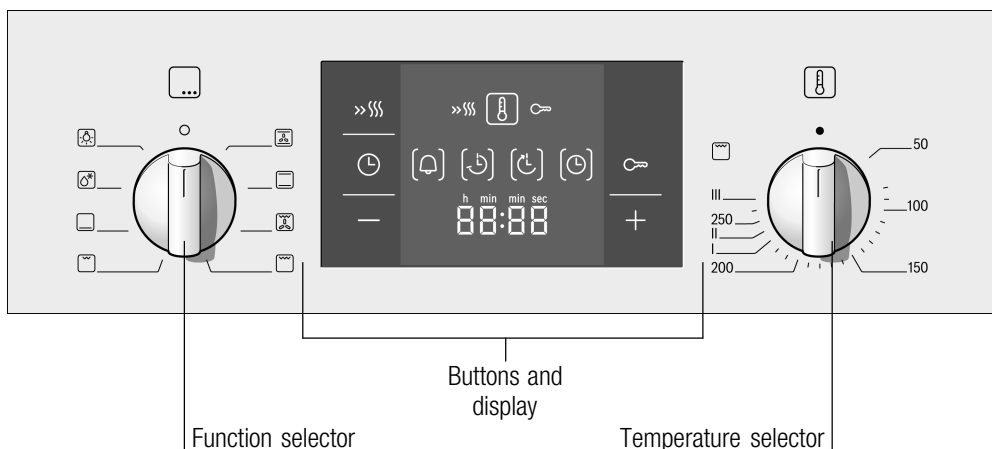 h min min sec
88:88
50
100
150
200
I
II
250
III
Buttons and
display
Function selector
Temperature selector